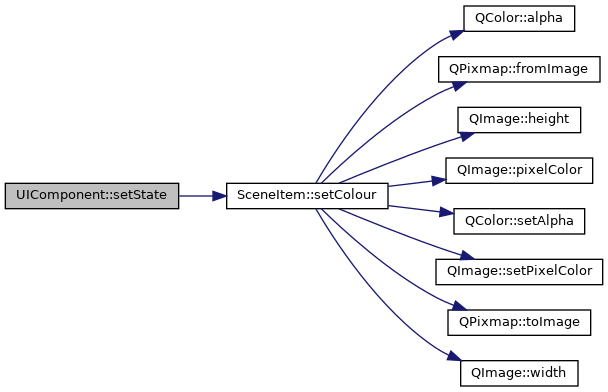 QColor::alpha
QPixmap::fromImage
QImage::height
QImage::pixelColor
UIComponent::setState
SceneItem::setColour
QColor::setAlpha
QImage::setPixelColor
QPixmap::toImage
QImage::width